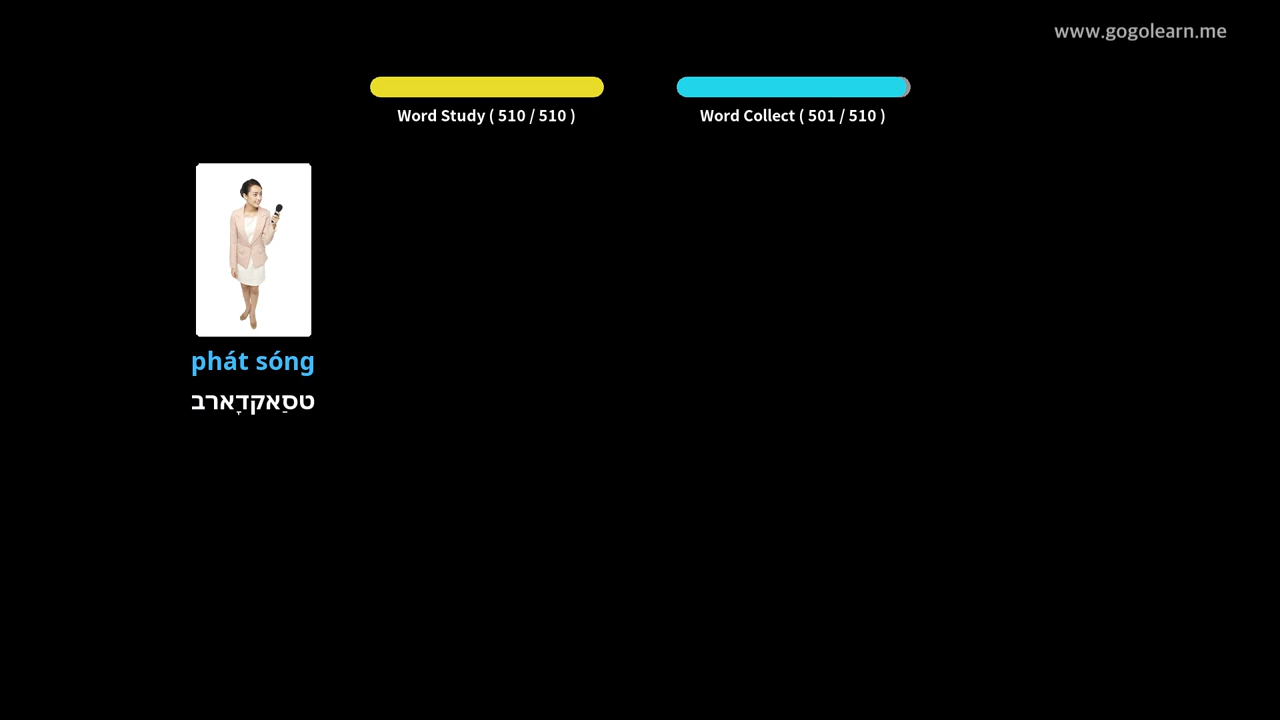 www.gogolearn.me
Word Study ( 510 / 510 )
Word Collect ( 501 / 510 )
phát sóng
טסַאקדָארב